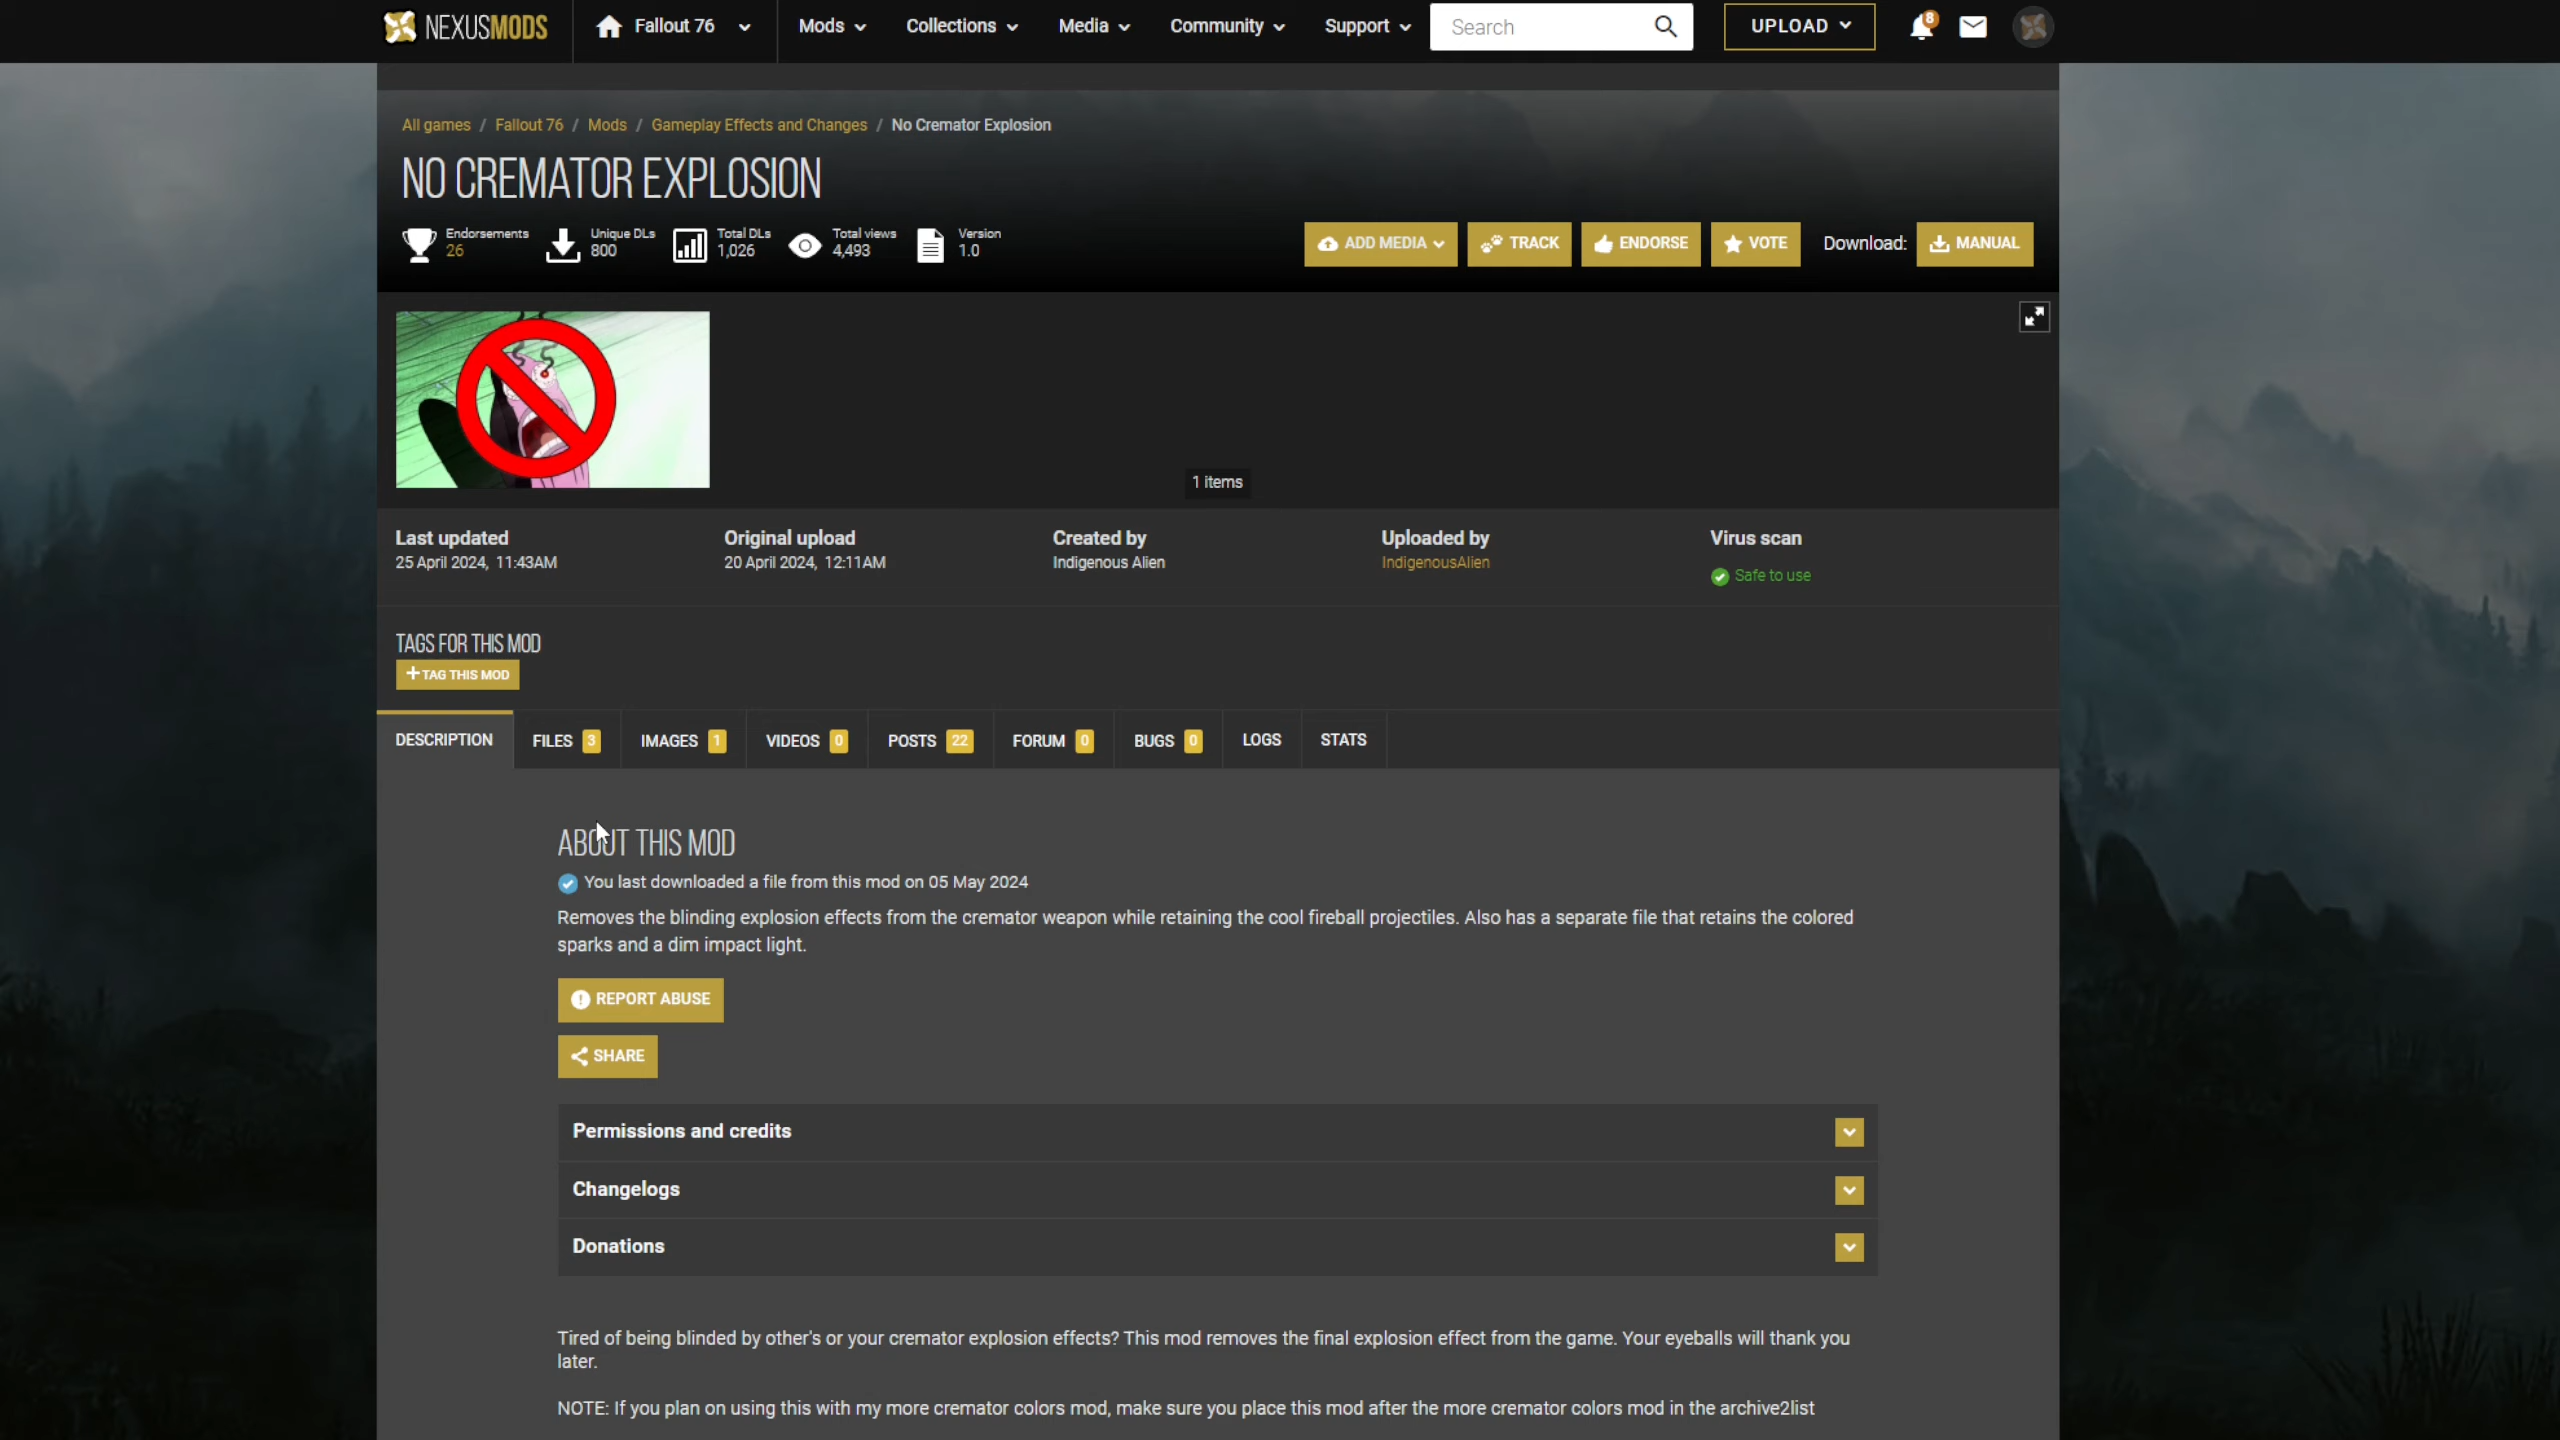 NEXUSMODS
Fallout 76
Mods
Collections
Media
Community
Support
Search
UPLOAD
8
All games / Fallout 76 / Mods / Gameplay Effects and Changes / No Cremator Explosion
NO CREMATOR EXPLOSION
Endorsements
26
Unique DLs
800
Total DLs
1,026
Total views
4,493
Version
1.0
ADD MEDIA
TRACK
ENDORSE
VOTE
Download:
MANUAL
1 items
Last updated
25 April 2024, 11:43AM
Original upload
20 April 2024, 12:11AM
Created by
Indigenous Alien
Uploaded by
IndigenousAlien
Virus scan
Safe to use
TAGS FOR THIS MOD
TAG THIS MOD
DESCRIPTION
FILES 3
IMAGES 1
VIDEOS 0
POSTS 22
FORUM 0
BUGS 0
LOGS
STATS
ABOUT THIS MOD
You last downloaded a file from this mod on 05 May 2024
Removes the blinding explosion effects from the cremator weapon while retaining the cool fireball projectiles. Also has a separate file that retains the colored
sparks and a dim impact light.
REPORT ABUSE
SHARE
Permissions and credits
Changelogs
Donations
Tired of being blinded by other's or your cremator explosion effects? This mod removes the final explosion effect from the game. Your eyeballs will thank you
later.
NOTE: If you plan on using this with my more cremator colors mod, make sure you place this mod after the more cremator colors mod in the archive2list